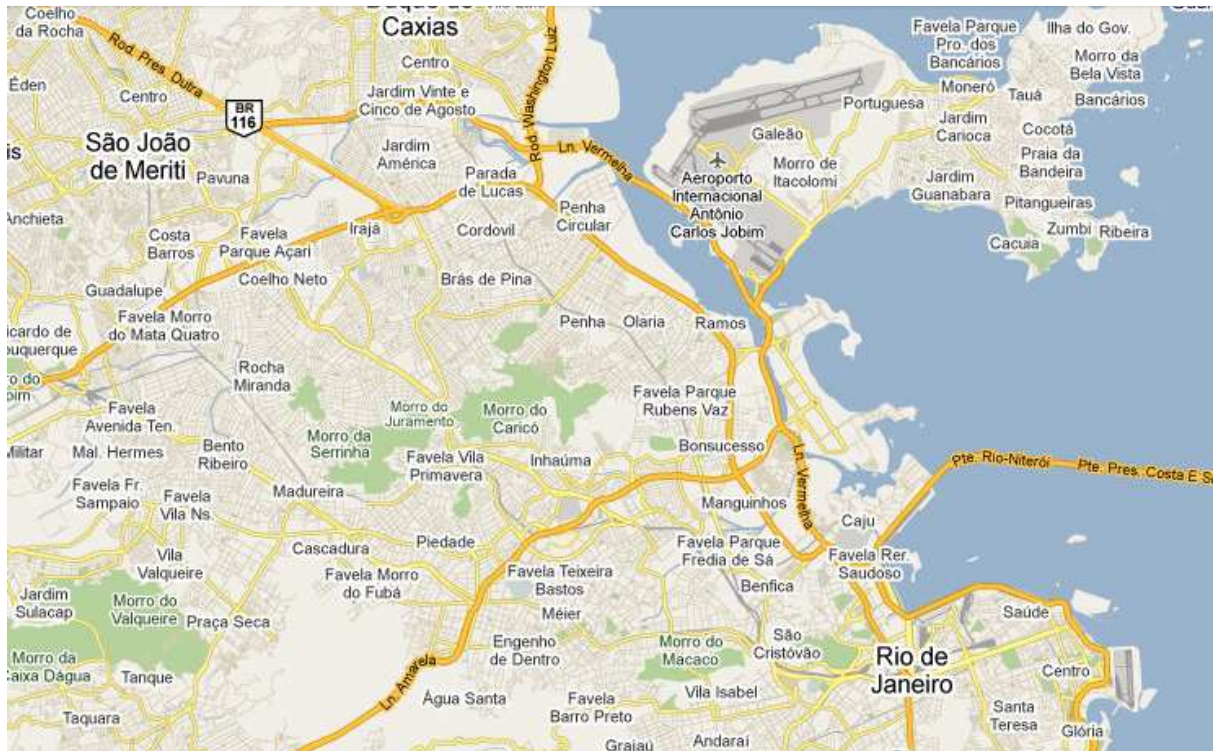 Duque de
Caxias
Coelho
da Rocha
Rod. Pres. Dutra
Éden
Centro
BR
116
São João
de Meriti
Pavuna
Anchieta
Centro
Jardim Vinte e
Cinco de Agosto
Rod. Washington Luiz
Ln. Vermelha
Jardim
América
Parada
de Lucas
Favela Parque
Pro. dos
Bancários
Ilha do Gov.
Morro da
Bela Vista
Moneró
Tauá
Bancários
Portuguesa
Galeão
Jardim
Carioca
Cocotá
Praia da
Bandeira
Aeroporto
Internacional
Antônio
Carlos Jobim
Morro de
Itacolomi
Jardim
Guanabara
Pitangueiras
Zumbi
Ribeira
Cacuia
Costa
Barros
Favela
Parque Açari
Irajá
Cordovil
Penha
Circular
Coelho Neto
Brás de Pina
Guadalupe
Favela Morro
do Mata Quatro
Penha
Olaria
Ramos
Rocha
Miranda
Favela Parque
Rubens Vaz
Favela
Avenida Ten.
Morro do
Juramento
Morro do
Caricó
Militar
Mal. Hermes
Bento
Ribeiro
Morro da
Serrinha
Favela Vila
Primavera
Inhaúma
Bonsucesso
Ln. Vermelha
Pte. Rio-Niterói
Pte. Pres. Costa E
Favela Fr.
Sampaio
Favela
Vila Ns.
Madureira
Manguinhos
Caju
Cascadura
Piedade
Favela Parque
Fredia de Sá
Favela Rer.
Saudoso
Vila
Valqueire
Favela Morro
do Fubá
Favela Teixeira
Bastos
Benfica
Jardim
Sulacap
Morro do
Valqueire
Praça Seca
Méier
Saúde
Engenho
de Dentro
Morro do
Macaco
São
Cristóvão
Rio de
Janeiro
Centro
Morro da
Caixa Dágua
Tanque
Ln. Amarela
Água Santa
Favela
Barro Preto
Vila Isabel
Santa
Teresa
Taquara
Grajaú
Andaraí
Glória